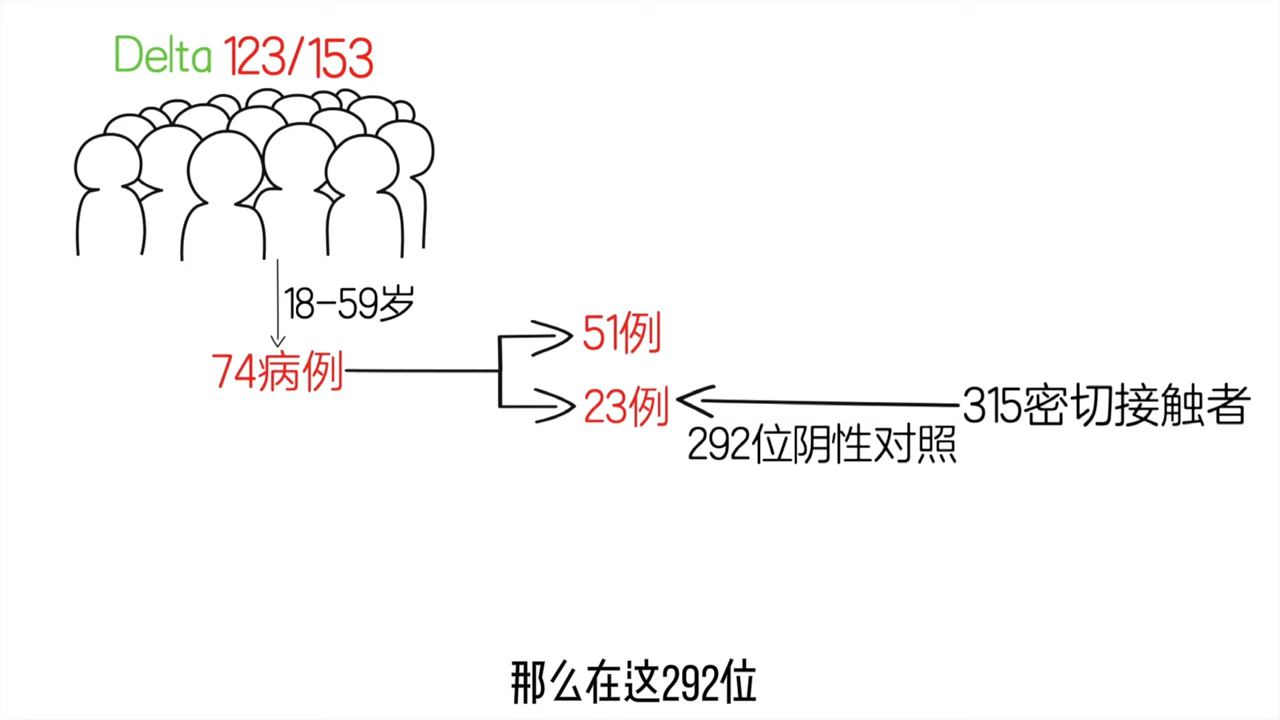 Delta 123/153
18-59岁
74病例
51例
23例
315密切接触者
292位阴性对照
那么在这292位